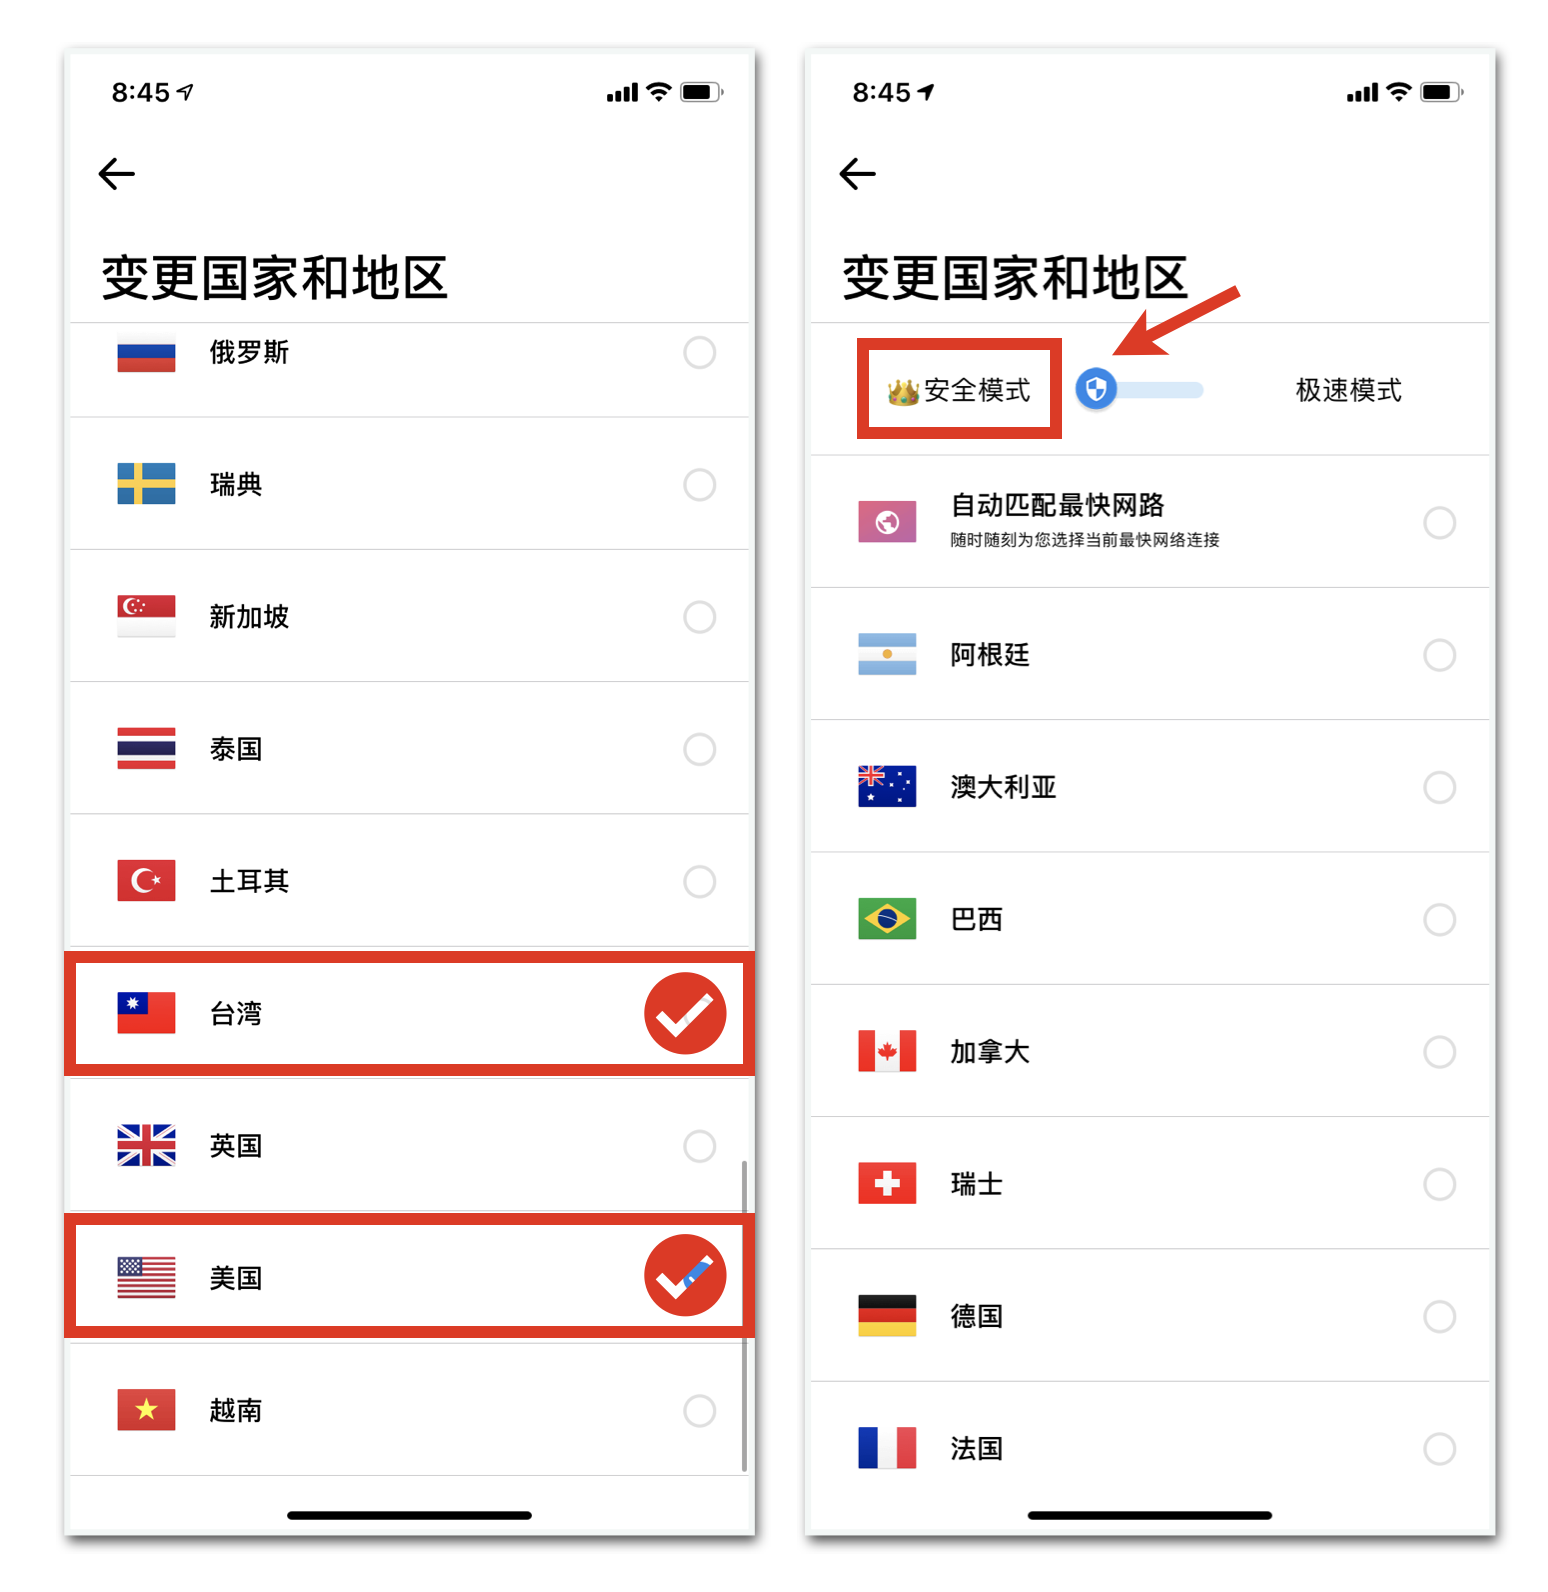 8:45
变更国家和地区
俄罗斯
瑞典
新加坡
泰国
土耳其
台湾
英国
美国
越南
8:45
变更国家和地区
安全模式
极速模式
自动匹配最快网路
随时随刻为您选择当前最快网络连接
阿根廷
澳大利亚
巴西
加拿大
瑞士
德国
法国